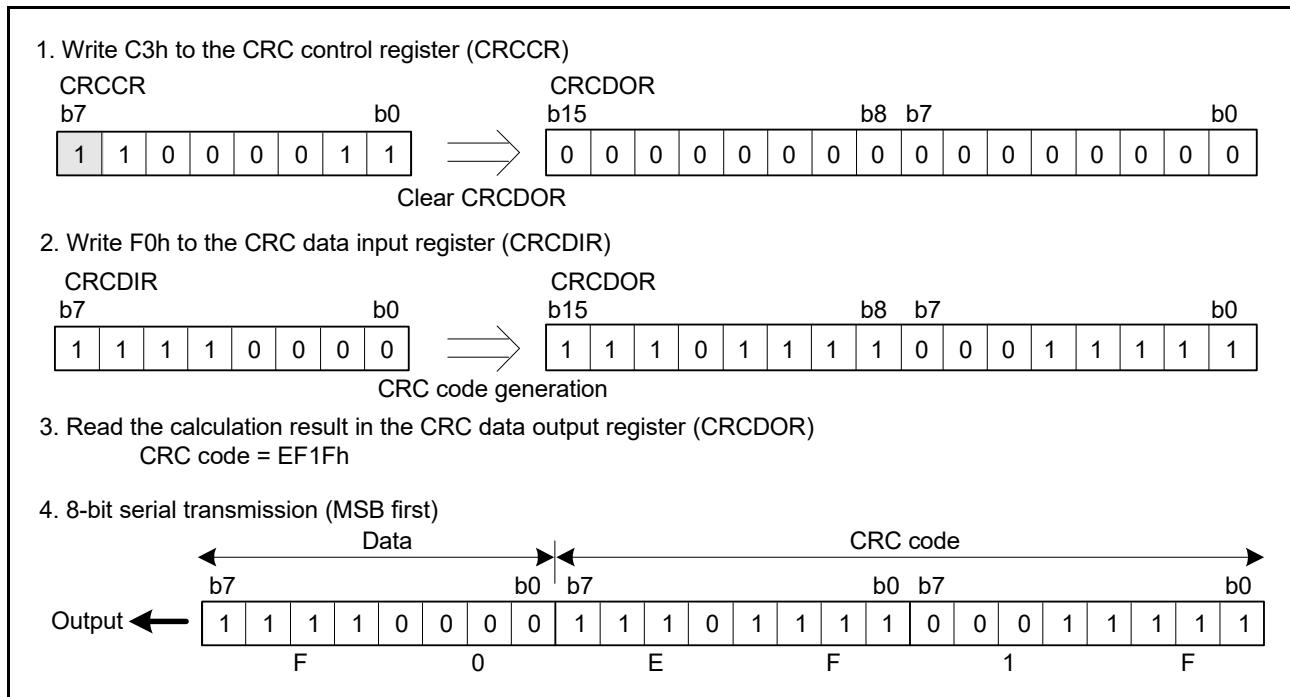 1. Write C3h to the CRC control register (CRCCR)
CRCCR CRCDOR
b7 b0 b15 b8 b7 b0
1 1 0 0 0 0 1 1 0 0 0 0 0 0 0 0 0 0 0 0 0 0 0 0
Clear CRCDOR
2. Write F0h to the CRC data input register (CRCDIR)
CRCDIR CRCDOR
b7 b0 b15 b8 b7 b0
1 1 1 1 0 0 0 0 1 1 1 0 1 1 1 1 0 0 0 1 1 1 1 1
CRC code generation
3. Read the calculation result in the CRC data output register (CRCDOR)
CRC code = EF1Fh
4. 8-bit serial transmission (MSB first)
Data CRC code
b7 b0 b7 b0 b7 b0
Output 1 1 1 1 0 0 0 0 1 1 1 0 1 1 1 1 0 0 0 1 1 1 1 1
F 0 E F 1 F